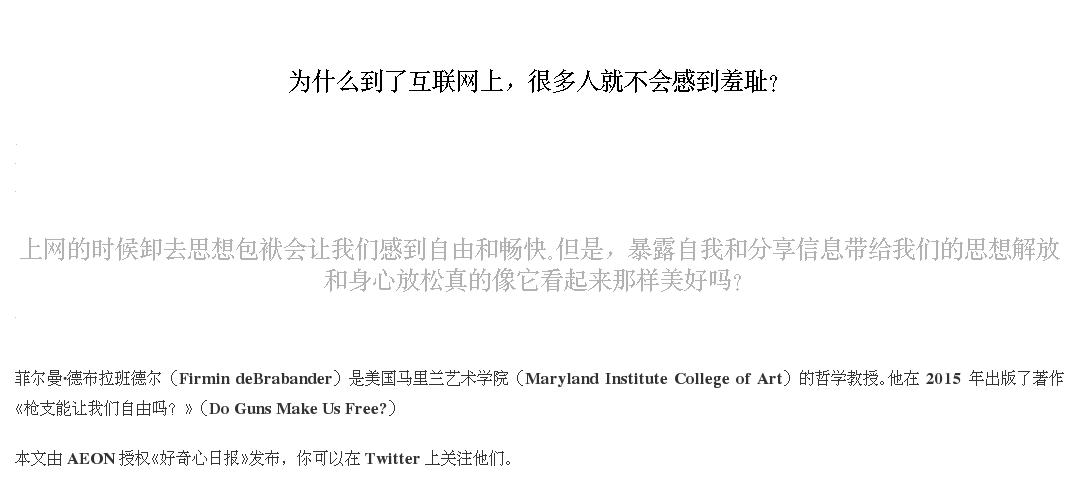 为什么到了互联网上，很多人就不会感到羞耻？
上网的时候卸去思想包袱会让我们感到自由和畅快。但是，暴露自我和分享信息带给我们的思想解放
和身心放松真的像它看起来那样美好吗？
菲尔曼·德布拉班德尔（Firmin deBrabander）是美国马里兰艺术学院（Maryland Institute College of Art）的哲学教授。他在 2015 年出版了著作
《枪支能让我们自由吗？》（Do Guns Make Us Free?）
本文由 AEON 授权《好奇心日报》发布，你可以在 Twitter 上关注他们。